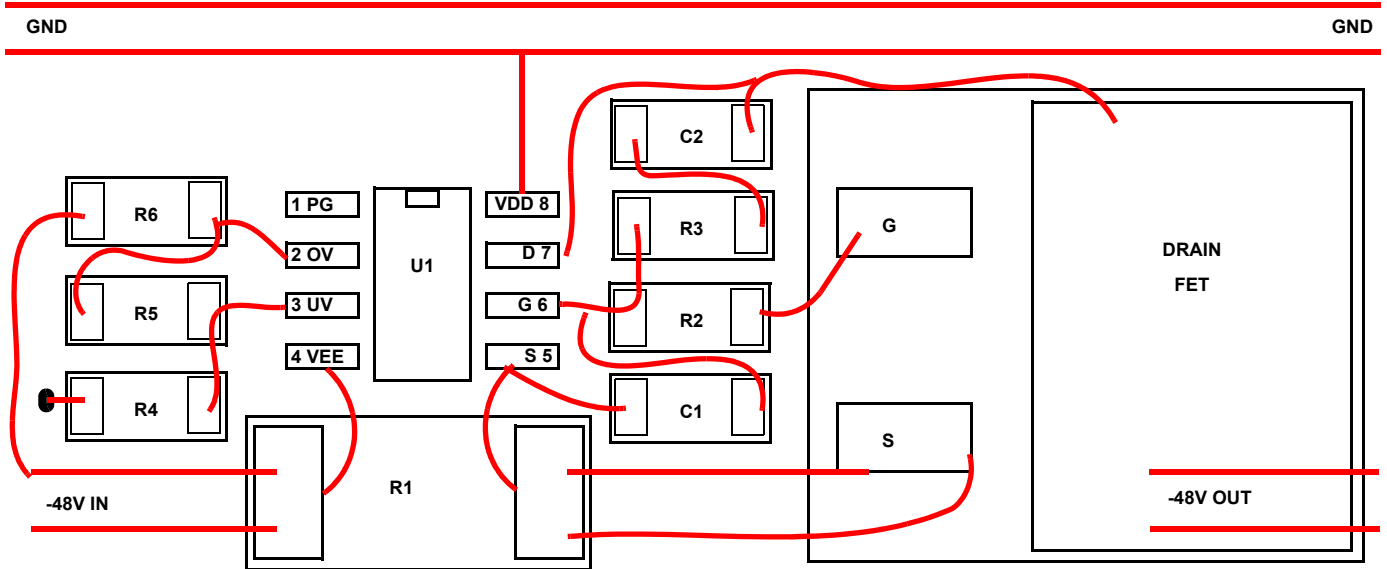 GND
GND
C2
R6
1 PG
VDD 8
R3
G
2 OV
U1
D 7
DRAIN
FET
R5
3 UV
G 6
R2
4 VEE
S 5
R4
C1
S
R1
-48V IN
-48V OUT